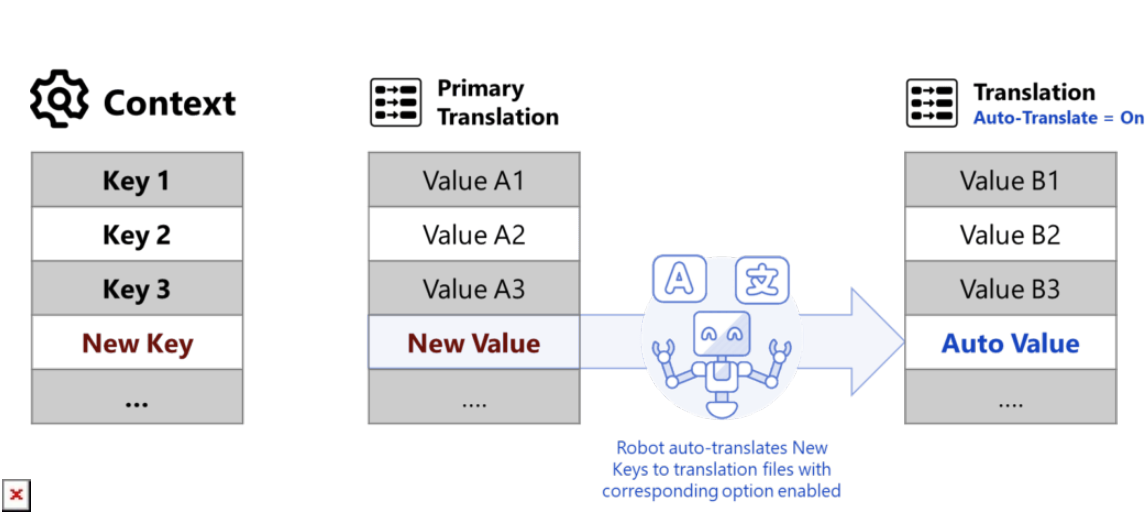 Context
Primary
Translation
Translation
Auto-Translate = On
Key 1
Value A1
Value B1
Key 2
Value A2
Value B2
Key 3
Value A3
Value B3
A
文
New Key
New Value
Auto Value
...
....
....
Robot auto-translates New
Keys to translation files with
corresponding option enabled